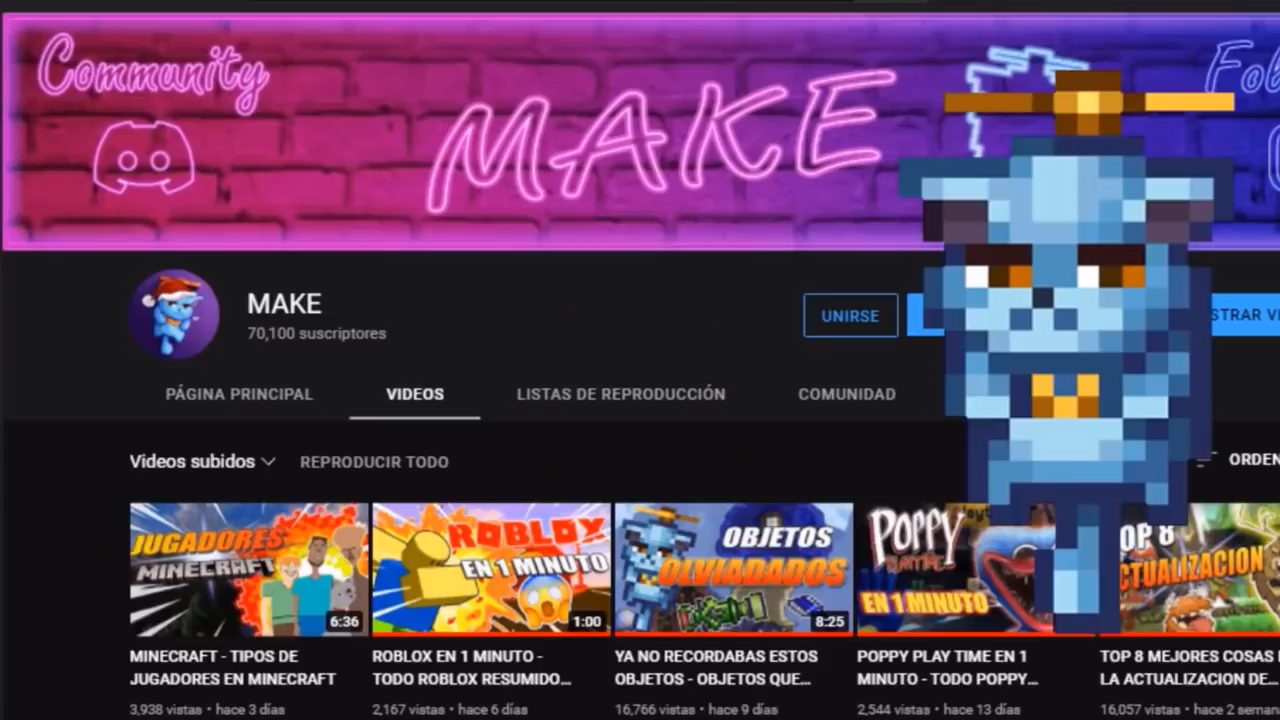 Community
MAKE
Fol
MAKE
70,100 suscriptores
UNIRSE
STRAR VI
PÁGINA PRINCIPAL
VIDEOS
LISTAS DE REPRODUCCIÓN
COMUNIDAD
Videos subidos
REPRODUCIR TODO
ORDEN
JUGADORES
MINECRAFT
6:36
ROBLOX
EN 1 MINUTO
1:00
OBJETOS
OLVIADADOS
8:25
POPPY
PLAYTIME
EN 1 MINUTO
OP 8
CTUALIZACION
MINECRAFT - TIPOS DE
JUGADORES EN MINECRAFT
3,938 vistas • hace 3 días
ROBLOX EN 1 MINUTO -
TODO ROBLOX RESUMIDO...
2,167 vistas • hace 6 días
YA NO RECORDABAS ESTOS
OBJETOS - OBJETOS QUE...
16,766 vistas • hace 9 días
POPPY PLAY TIME EN 1
MINUTO - TODO POPPY...
2,544 vistas • hace 13 días
TOP 8 MEJORES COSAS
LA ACTUALIZACION DE...
16,057 vistas • hace 2 seman